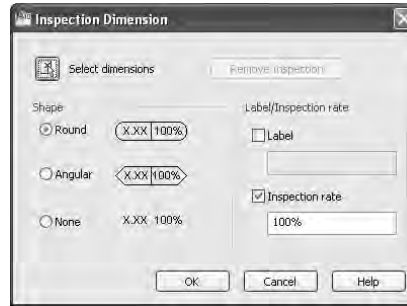 Inspection Dimension
Select dimensions
Remove Inspection
Shape
Label/Inspection rate
Round
X.XX 100%
Label
Angular
X.XX 100%
Inspection rate
None
X.XX 100%
100%
OK
Cancel
Help